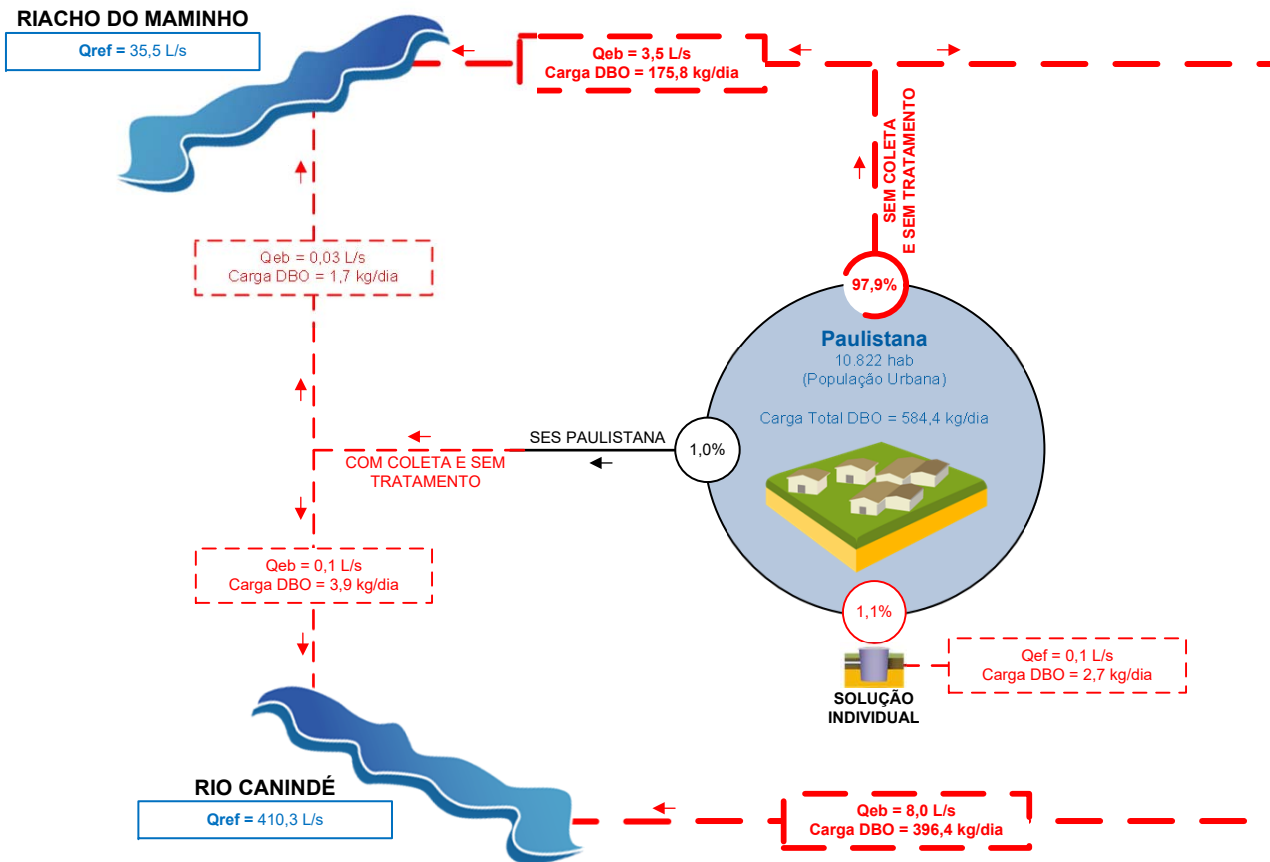 RIACHO DO MAMINHO
Qref = 35,5 L/s
Qeb = 3,5 L/s
Carga DBO = 175,8 kg/dia
SEM COLETA
E SEM TRATAMENTO
Qeb = 0,03 L/s
Carga DBO = 1,7 kg/dia
97,9%
Paulistana
10.822 hab
(População Urbana)
Carga Total DBO = 584,4 kg/dia
SES PAULISTANA
1,0%
COM COLETA E SEM
TRATAMENTO
Qeb = 0,1 L/s
Carga DBO = 3,9 kg/dia
1,1%
Qef = 0,1 L/s
Carga DBO = 2,7 kg/dia
SOLUÇÃO
INDIVIDUAL
RIO CANINDÉ
Qref = 410,3 L/s
Qeb = 8,0 L/s
Carga DBO = 396,4 kg/dia